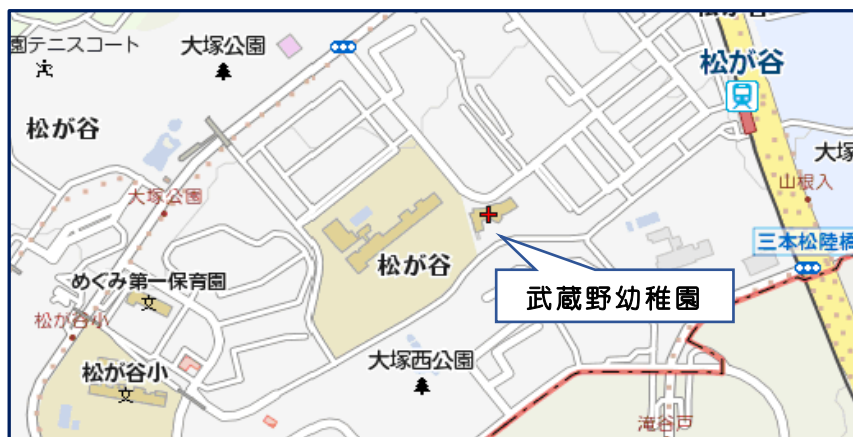 松が谷
園テニスコート
大塚公園
松が谷
松が谷
大塚
大塚公園
山根入
三本松陸橋
松が谷
めぐみ第一保育園
武蔵野幼稚園
松が谷小
松が谷小
大塚西公園
滝谷戸